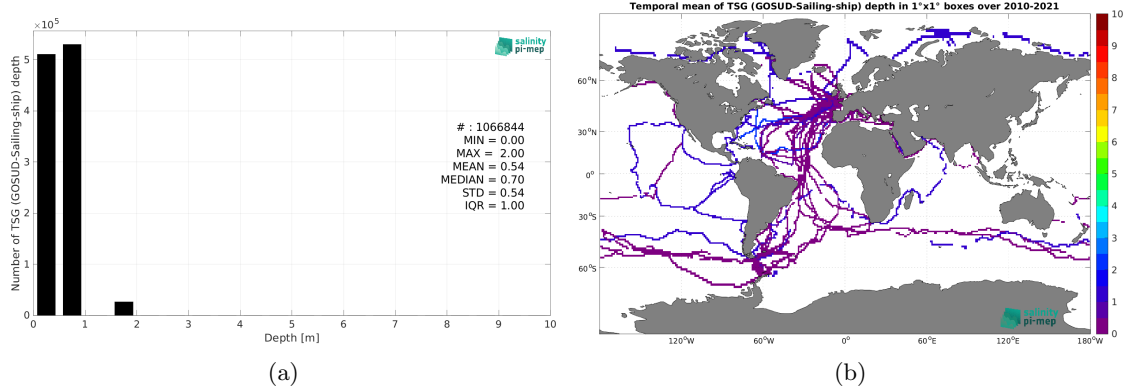 ×10⁵
5
4
3
2
1
0
Number of TSG (GOSUD-Sailing-ship) depth
salinity
pi-mep
# : 1066844
MIN = 0.00
MAX = 2.00
MEAN = 0.54
MEDIAN = 0.70
STD = 0.54
IQR = 1.00
0 1 2 3 4 5 6 7 8 9 10
Depth [m]
(a)
Temporal mean of TSG (GOSUD-Sailing-ship) depth in 1°x1° boxes over 2010-2021
60°N
30°N
0°
30°S
60°S
120°W 60°W 0° 60°E 120°E 180°W
salinity
pi-mep
10
9
8
7
6
5
4
3
2
1
0
(b)